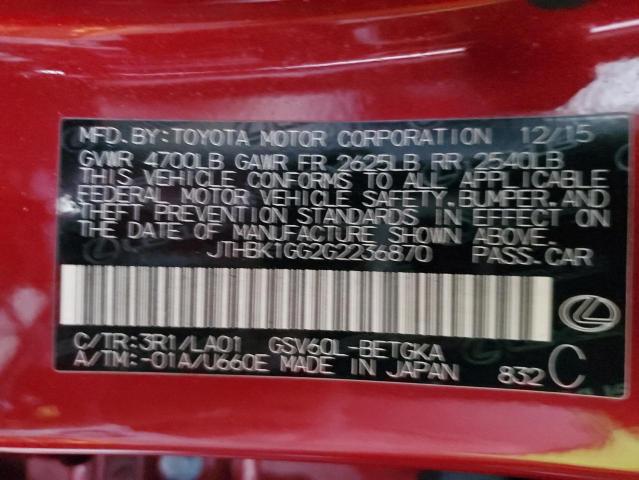 MFD. BY: TOYOTA MOTOR CORPORATION 12/15
GVWR 4700LB GAWR FR 2625LB RR 2540LB
THIS VEHICLE CONFORMS TO ALL APPLICABLE
FEDERAL MOTOR VEHICLE SAFETY, BUMPER, AND
THEFT PREVENTION STANDARDS IN EFFECT ON
THE DATE OF MANUFACTURE SHOWN ABOVE.
JTHBK1GG2G2236870 PASS. CAR
C/TR: 3R1/LA01 GSV60L-BETGKA
A/TM: -01A/U660E MADE IN JAPAN 832 C